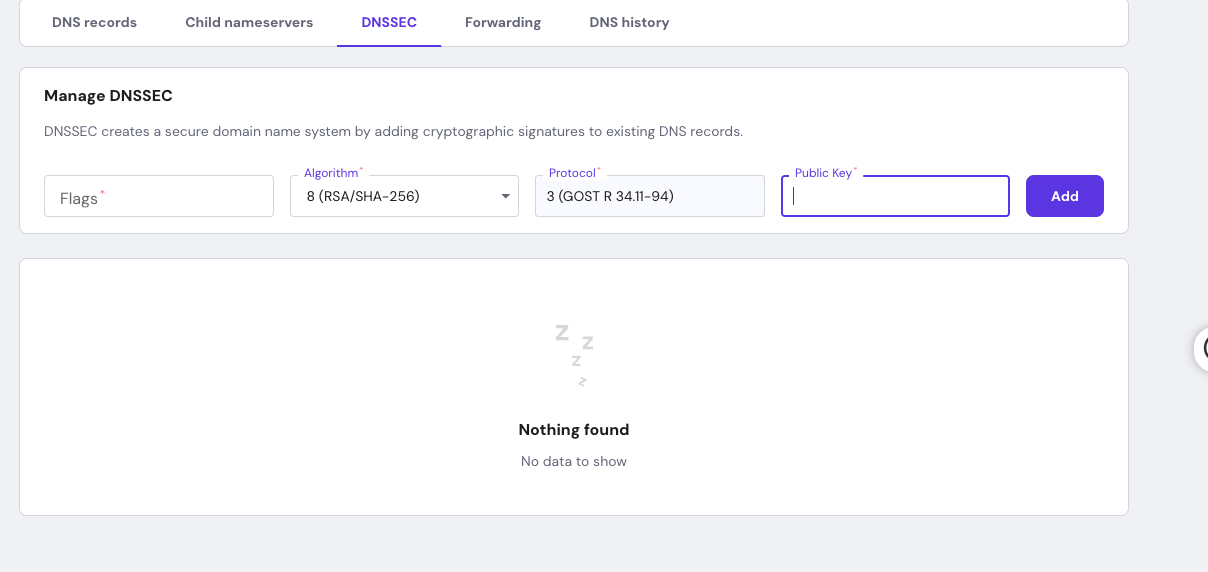 DNS records Child nameservers DNSSEC Forwarding DNS history
Manage DNSSEC
DNSSEC creates a secure domain name system by adding cryptographic signatures to existing DNS records.
Flags* Algorithm* 8 (RSA/SHA-256) Protocol* 3 (GOST R 34.11-94) Public Key* Add
z z z z
Nothing found
No data to show